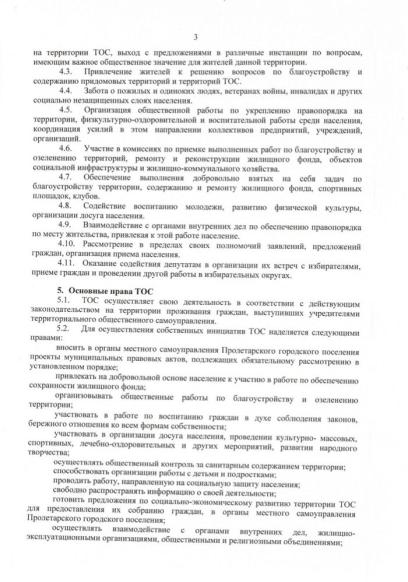 3
на территории ТОС, выход с предложениями в различные инстанции по вопросам,
имеющим важное общественное значение для жителей данной территории.
4.3. Привлечение жителей к решению вопросов по благоустройству и
содержанию придомовых территорий и территорий ТОС.
4.4. Забота о пожилых и одиноких людях, ветеранах войны, инвалидах и других
социально незащищенных слоях населения.
4.5. Организация общественной работы по укреплению правопорядка на
территории, физкультурно-оздоровительной и воспитательной работы среди населения,
координация усилий в этом направлении коллективов предприятий, учреждений,
организаций.
4.6. Участие в комиссиях по приемке выполненных работ по благоустройству и
озеленению территорий, ремонту и реконструкции жилищного фонда, объектов
социальной инфраструктуры и жилищно-коммунального хозяйства.
4.7. Обеспечение выполнения добровольно взятых на себя задач по
благоустройству территории, содержанию и ремонту жилищного фонда, спортивных
площадок, клубов.
4.8. Содействие воспитанию молодежи, развитию физической культуры,
организации досуга населения.
4.9. Взаимодействие с органами внутренних дел по обеспечению правопорядка
по месту жительства, привлекая к этой работе население.
4.10. Рассмотрение в пределах своих полномочий заявлений, предложений
граждан, организация приема населения.
4.11. Оказание содействия депутатам в организации их встреч с избирателями,
приеме граждан и проведении другой работы в избирательных округах.
5. Основные права ТОС
5.1. ТОС осуществляет свою деятельность в соответствии с действующим
законодательством на территории проживания граждан, выступивших учредителями
территориального общественного самоуправления.
5.2. Для осуществления собственных инициатив ТОС наделяется следующими
правами:
вносить в органы местного самоуправления Пролетарского городского поселения
проекты муниципальных правовых актов, подлежащих обязательному рассмотрению в
установленном порядке;
привлекать на добровольной основе население к участию в работе по обеспечению
сохранности жилищного фонда;
организовывать общественные работы по благоустройству и озеленению
территории;
участвовать в работе по воспитанию граждан в духе соблюдения законов,
бережного отношения ко всем формам собственности;
участвовать в организации досуга населения, проведении культурно- массовых,
спортивных, лечебно-оздоровительных и других мероприятий, развитии народного
творчества;
осуществлять общественный контроль за санитарным содержанием территории;
способствовать организации работы с детьми и подростками;
проводить работу, направленную на социальную защиту населения;
свободно распространять информацию о своей деятельности;
готовить предложения по социально-экономическому развитию территории ТОС
для предоставления их собранию граждан, в органы местного самоуправления
Пролетарского городского поселения;
осуществлять взаимодействие с органами внутренних дел, жилищно-
эксплуатационными организациями, общественными и религиозными объединениями;